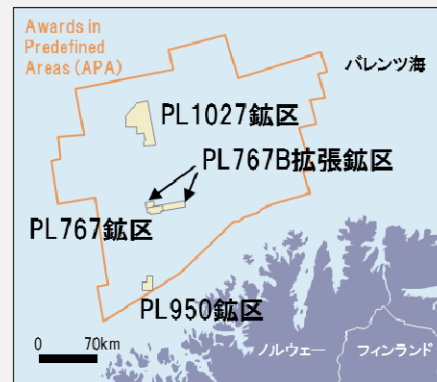 Awards in
Predefined
Areas (APA)
バレンツ海
PL1027鉱区
PL767B拡張鉱区
PL767鉱区
PL950鉱区
0 70km
ノルウェー
フィンランド